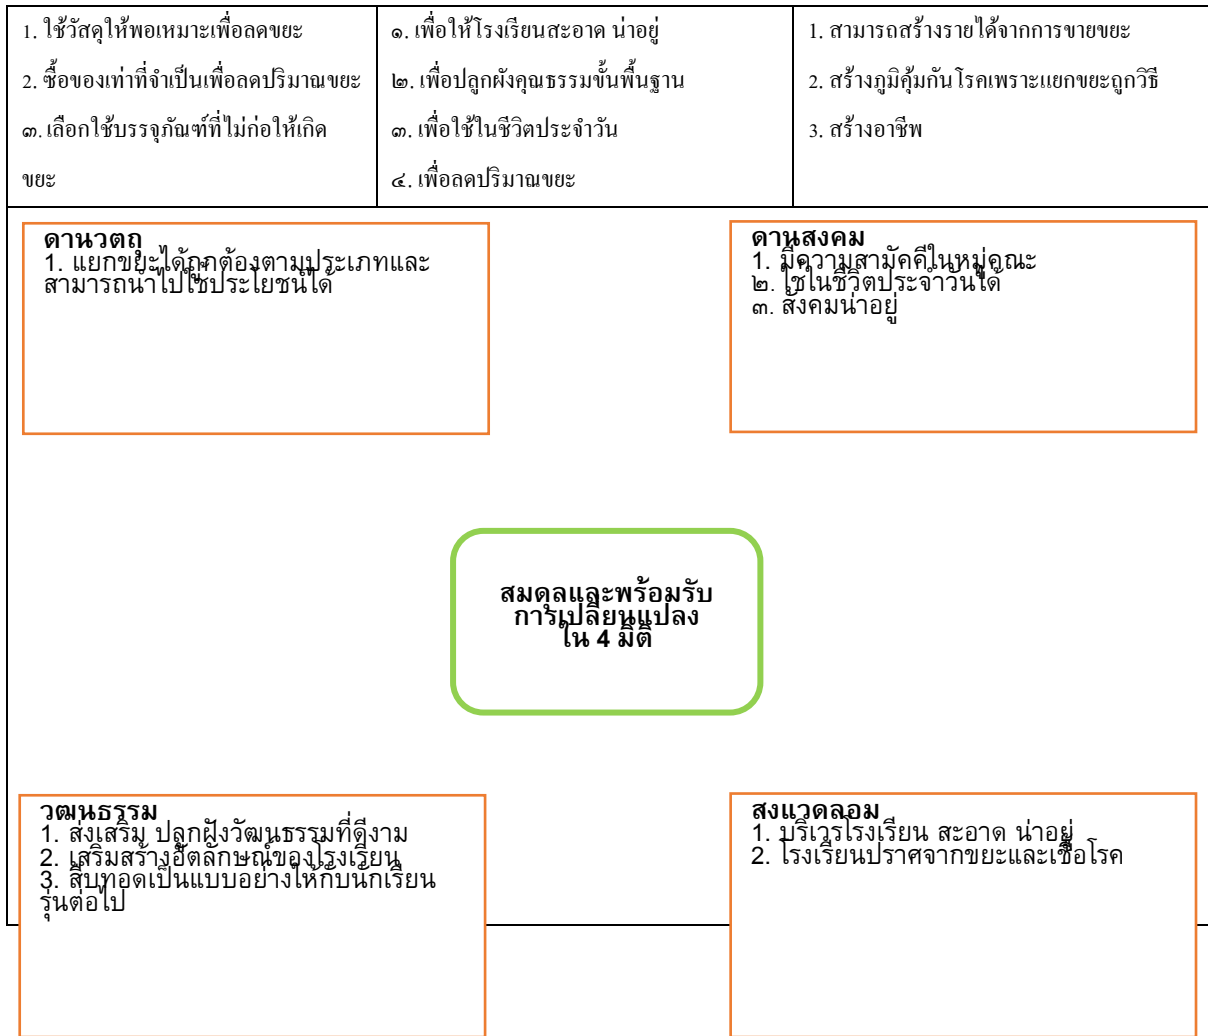 1. ใช้วัสดุให้พอเหมาะเพื่อลดขยะ
2. ซื้อของเท่าที่จำเป็นเพื่อลดปริมาณขยะ
๓. เลือกใช้บรรจุภัณฑ์ที่ไม่ก่อให้เกิด
ขยะ
๑. เพื่อให้โรงเรียนสะอาด น่าอยู่
๒. เพื่อปลูกผังคุณธรรมขั้นพื้นฐาน
๓. เพื่อใช้ในชีวิตประจำวัน
๔. เพื่อลดปริมาณขยะ
1. สามารถสร้างรายได้จากการขายขยะ
2. สร้างภูมิคุ้มกันโรคเพราะแยกขยะถูกวิธี
3. สร้างอาชีพ
ดานวตถุ
1. แยกขยะได้ถูกต้องตามประเภทและ
สามารถนำไปใช้ประโยชน์ได้
ดานสงคม
1. มีความสามัคคีในหมู่คณะ
๒. ใช้ในชีวิตประจำวันได้
๓. สังคมน่าอยู่
สมดุลและพร้อมรับ
การเปลี่ยนแปลง
ใน 4 มิติ
วฒนธรรม
1. ส่งเสริม ปลูกฝังวัฒนธรรมที่ดีงาม
2. เสริมสร้างอัตลักษณ์ของโรงเรียน
3. สืบทอดเป็นแบบอย่างให้กับนักเรียน
รุ่นต่อไป
สงแวดลอม
1. บริเวรโรงเรียน สะอาด น่าอยู่
2. โรงเรียนปราศจากขยะและเชื้อโรค